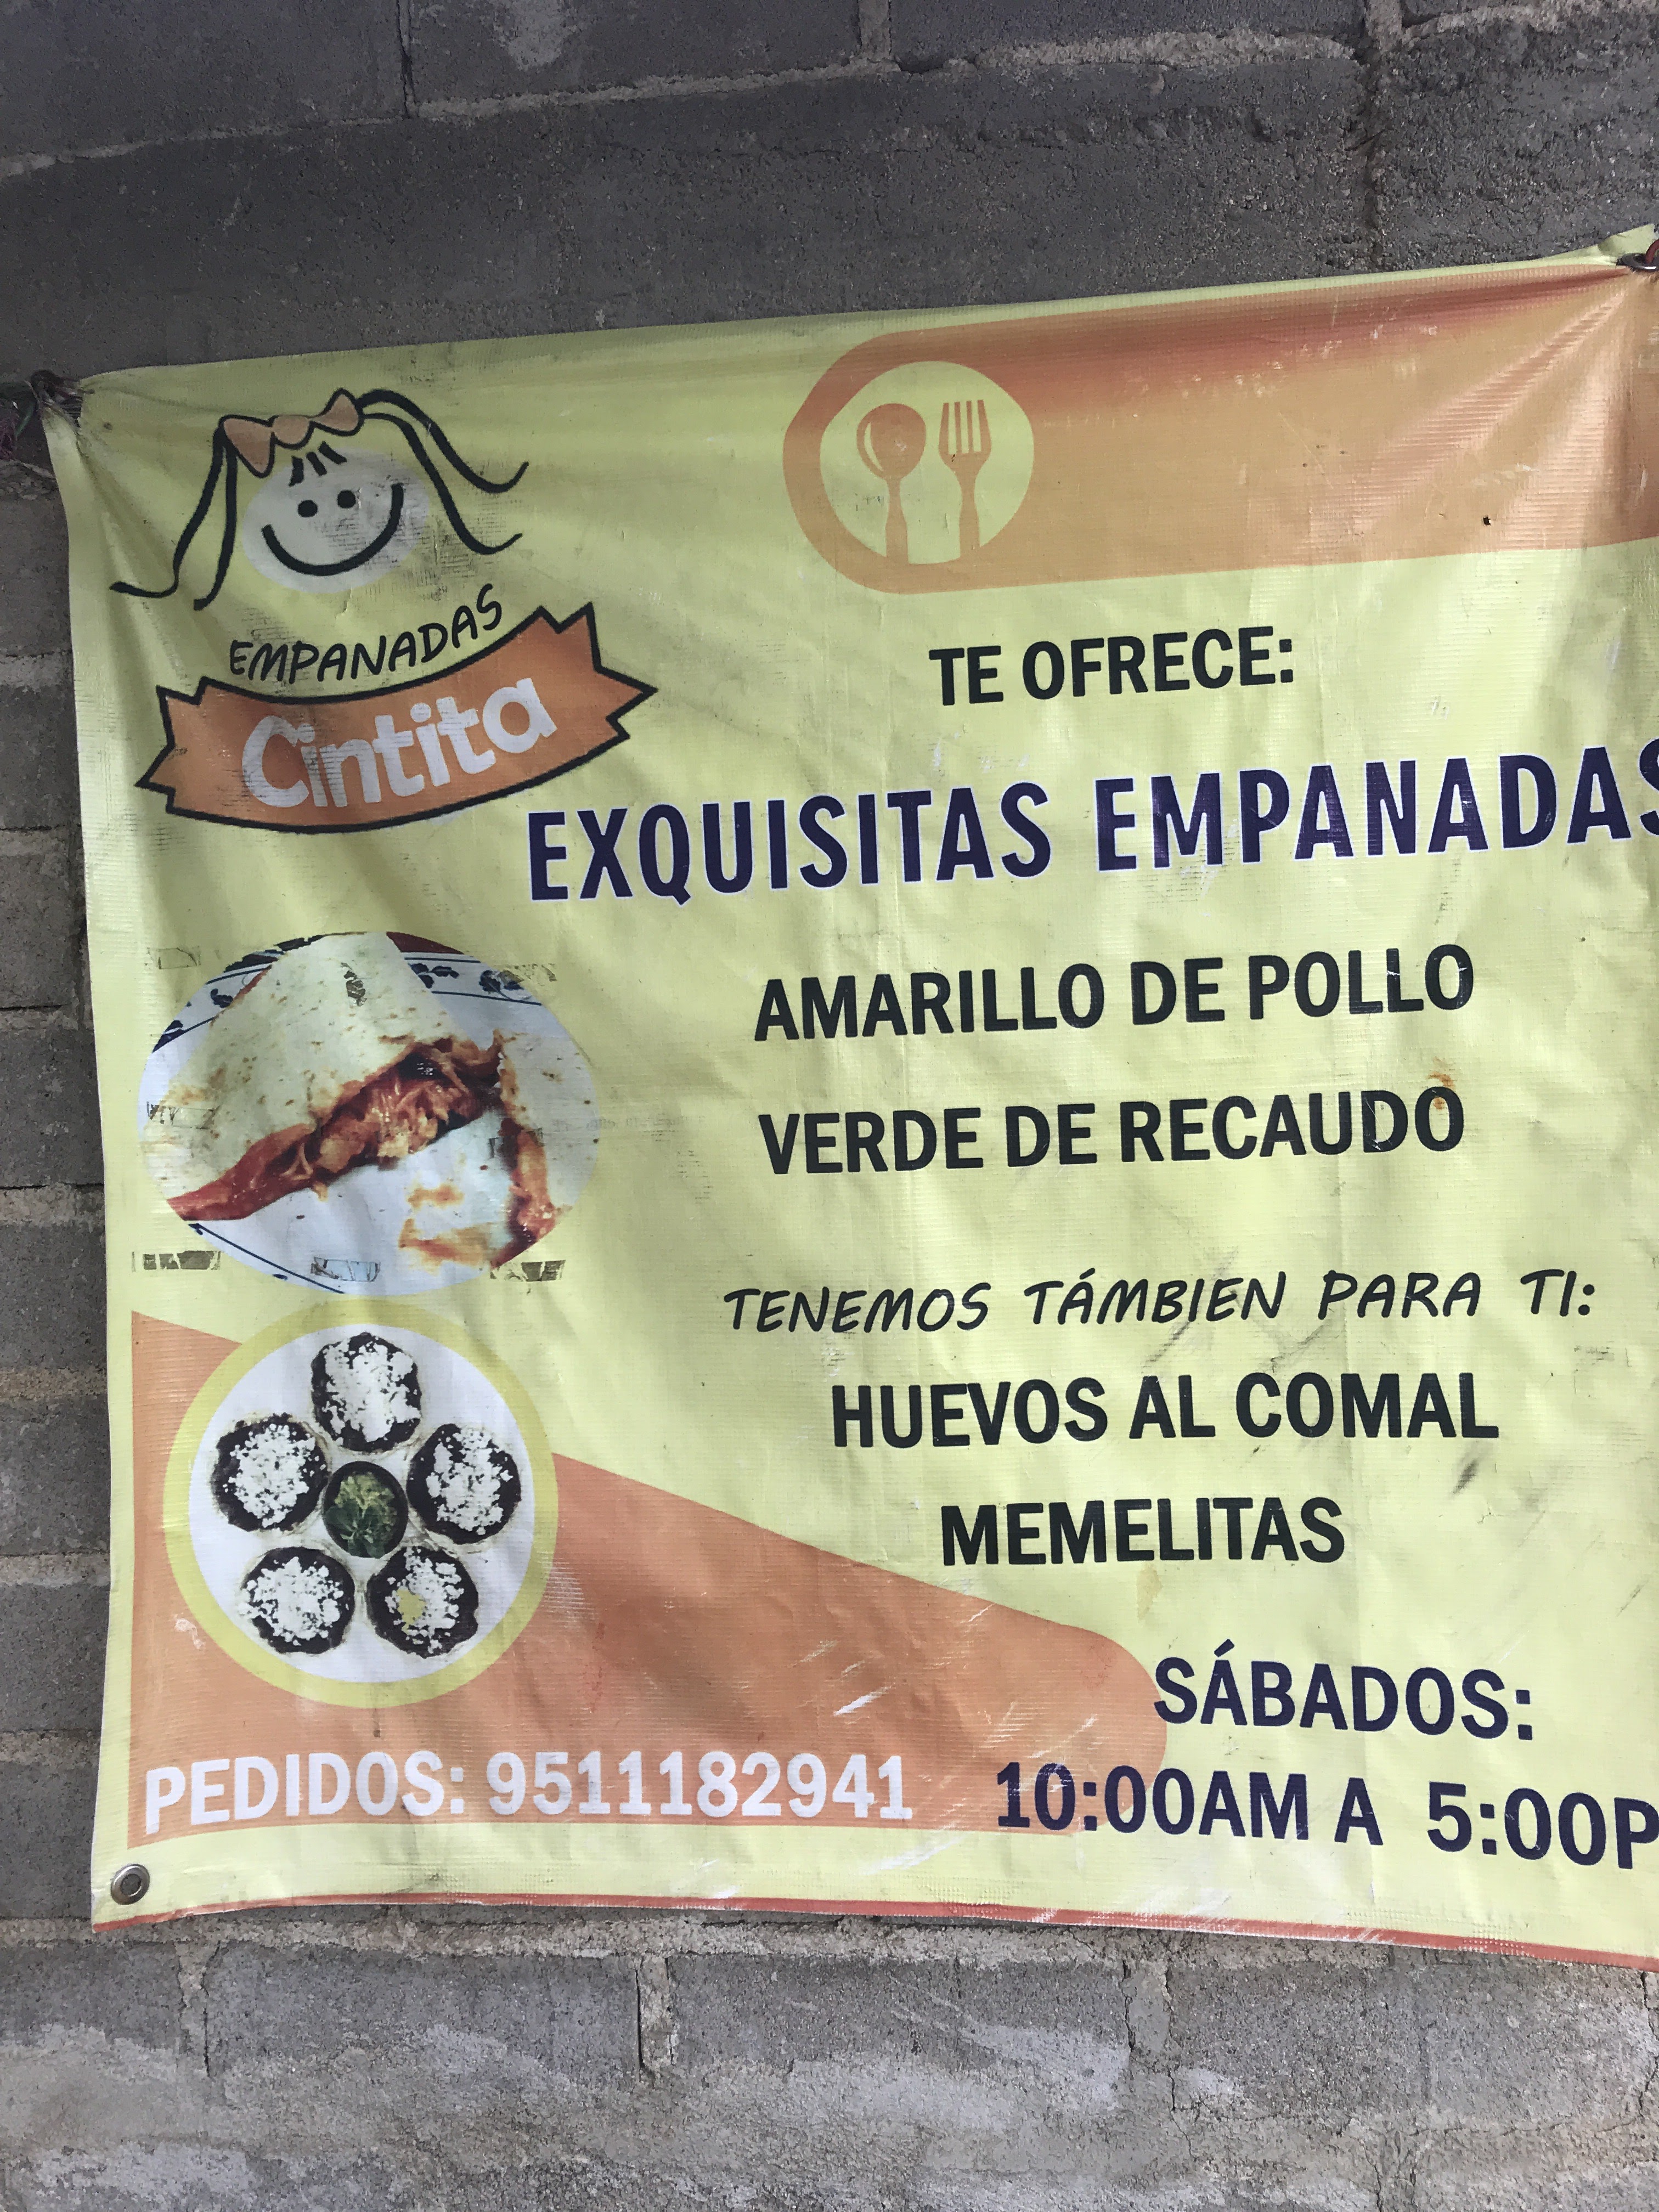 EMPANADAS
Cintita
TE OFRECE:
EXQUISITAS EMPANADAS
AMARILLO DE POLLO
VERDE DE RECAUDO
TENEMOS TÁMBIEN PARA TI:
HUEVOS AL COMAL
MEMELITAS
SÁBADOS:
10:00AM A 5:00P
PEDIDOS: 9511182941